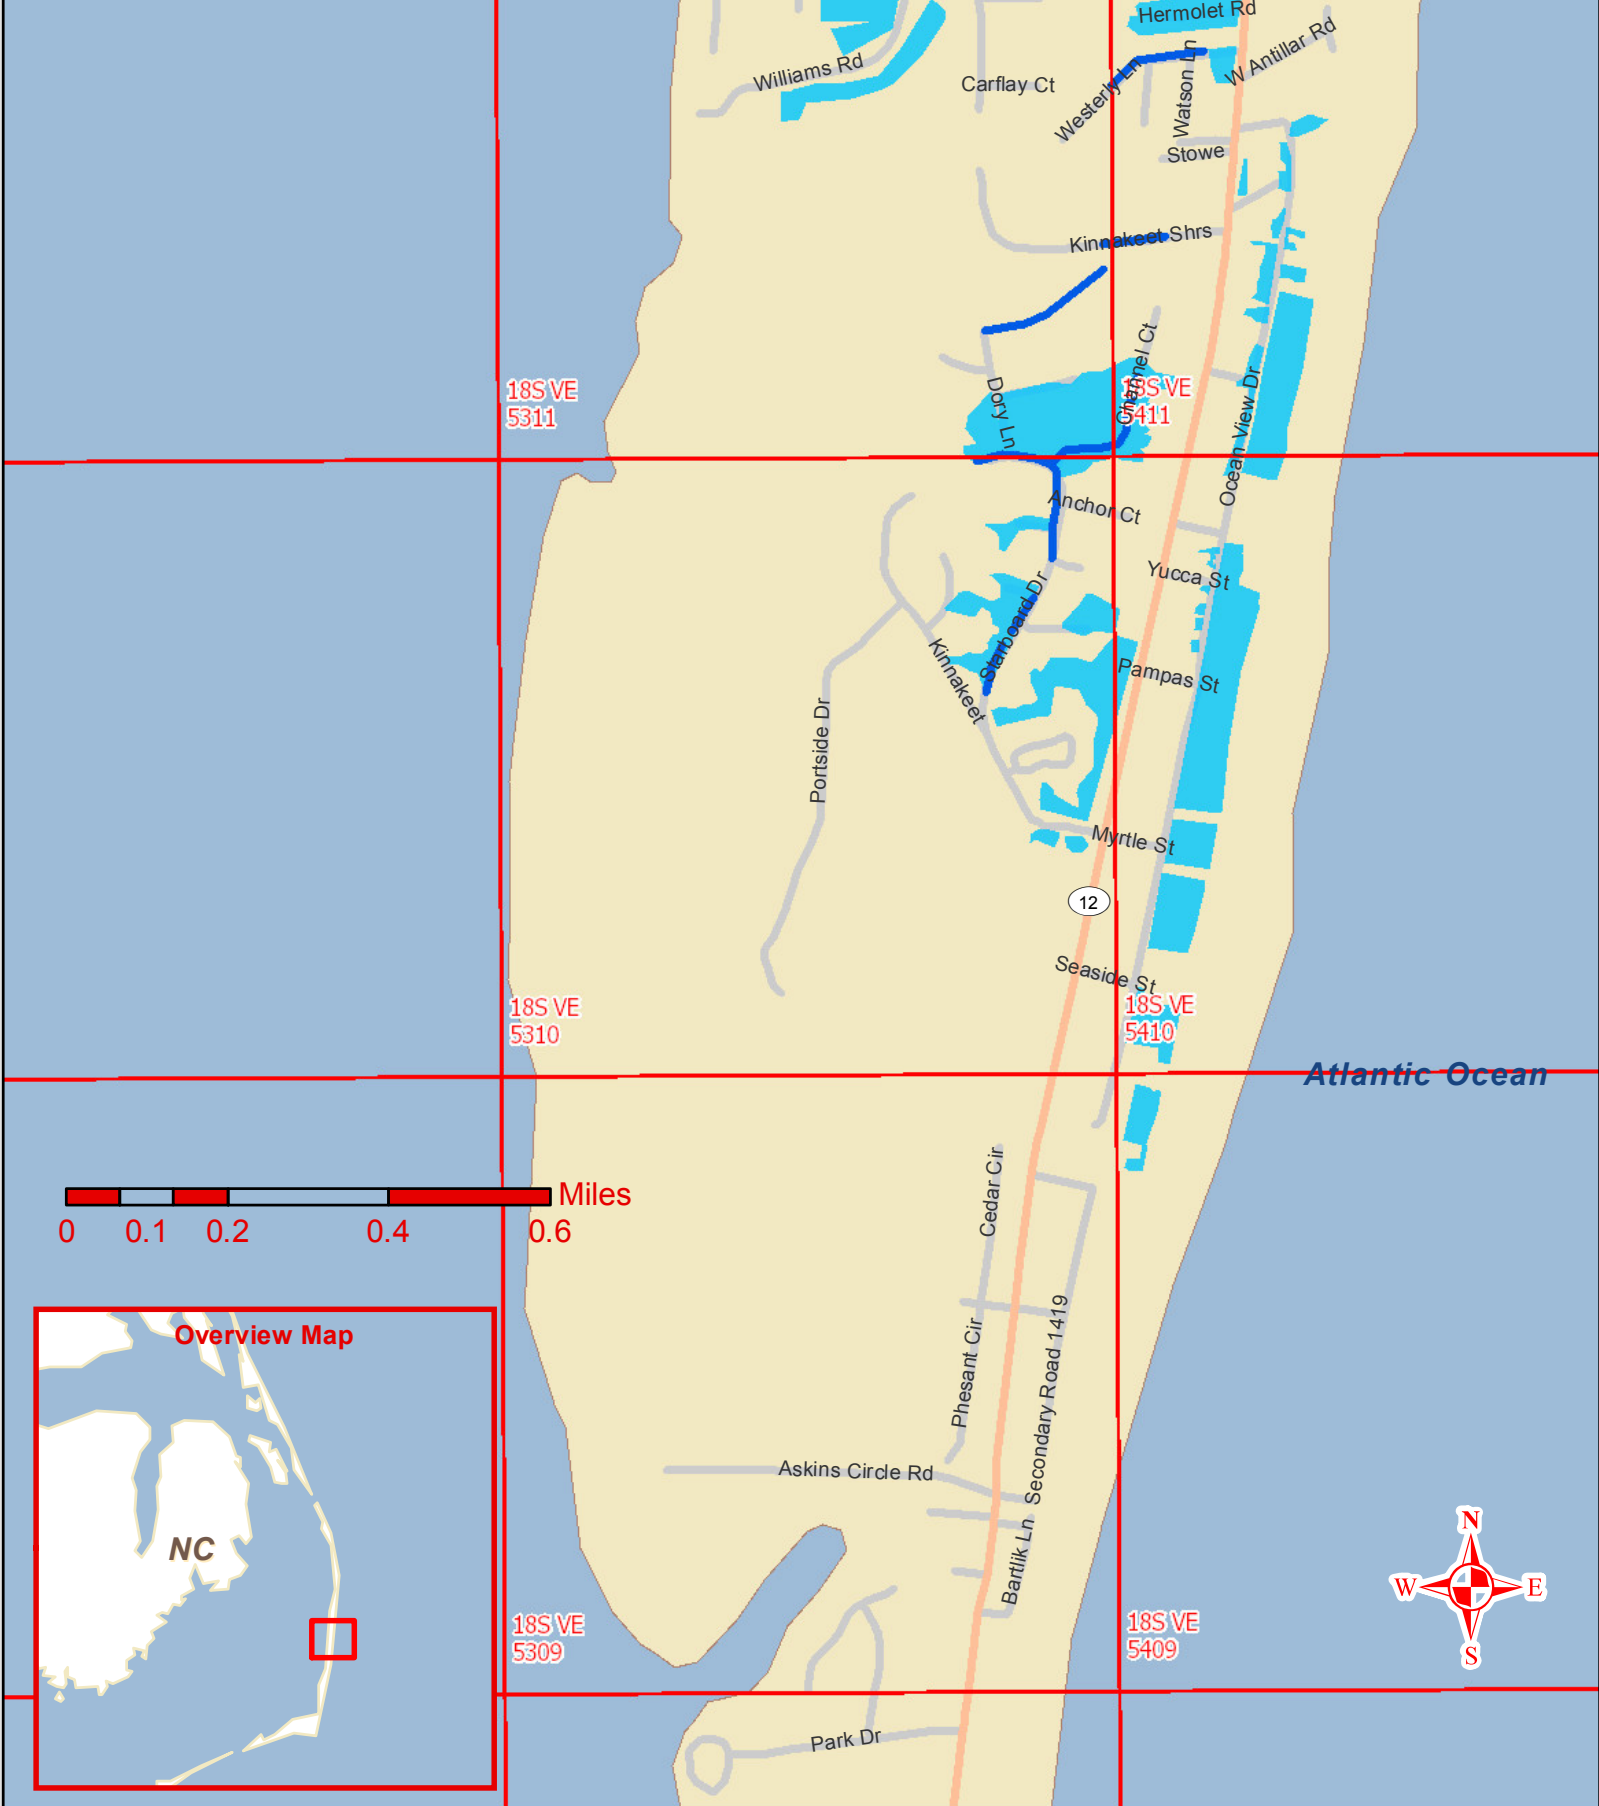 Hermolet Rd
W Antillar Rd
Williams Rd
Carflay Ct
Westerly Ln
Watson Ln
Stowe
Kinnakeet Shrs
Channel Ct
18S VE
5311
18S VE
5411
Dory Ln
Ocean View Dr
Anchor Ct
Yucca St
Starboard Dr
Kinnakeet
Pampas St
Portside Dr
Myrtle St
12
Seaside St
18S VE
5310
18S VE
5410
Atlantic Ocean
Cedar Cir
Miles
0 0.1 0.2 0.4 0.6
Overview Map
Phesant Cir
Secondary Road 1419
Askins Circle Rd
NC
Bartlik Ln
N
W E
S
18S VE
5309
18S VE
5409
Park Dr